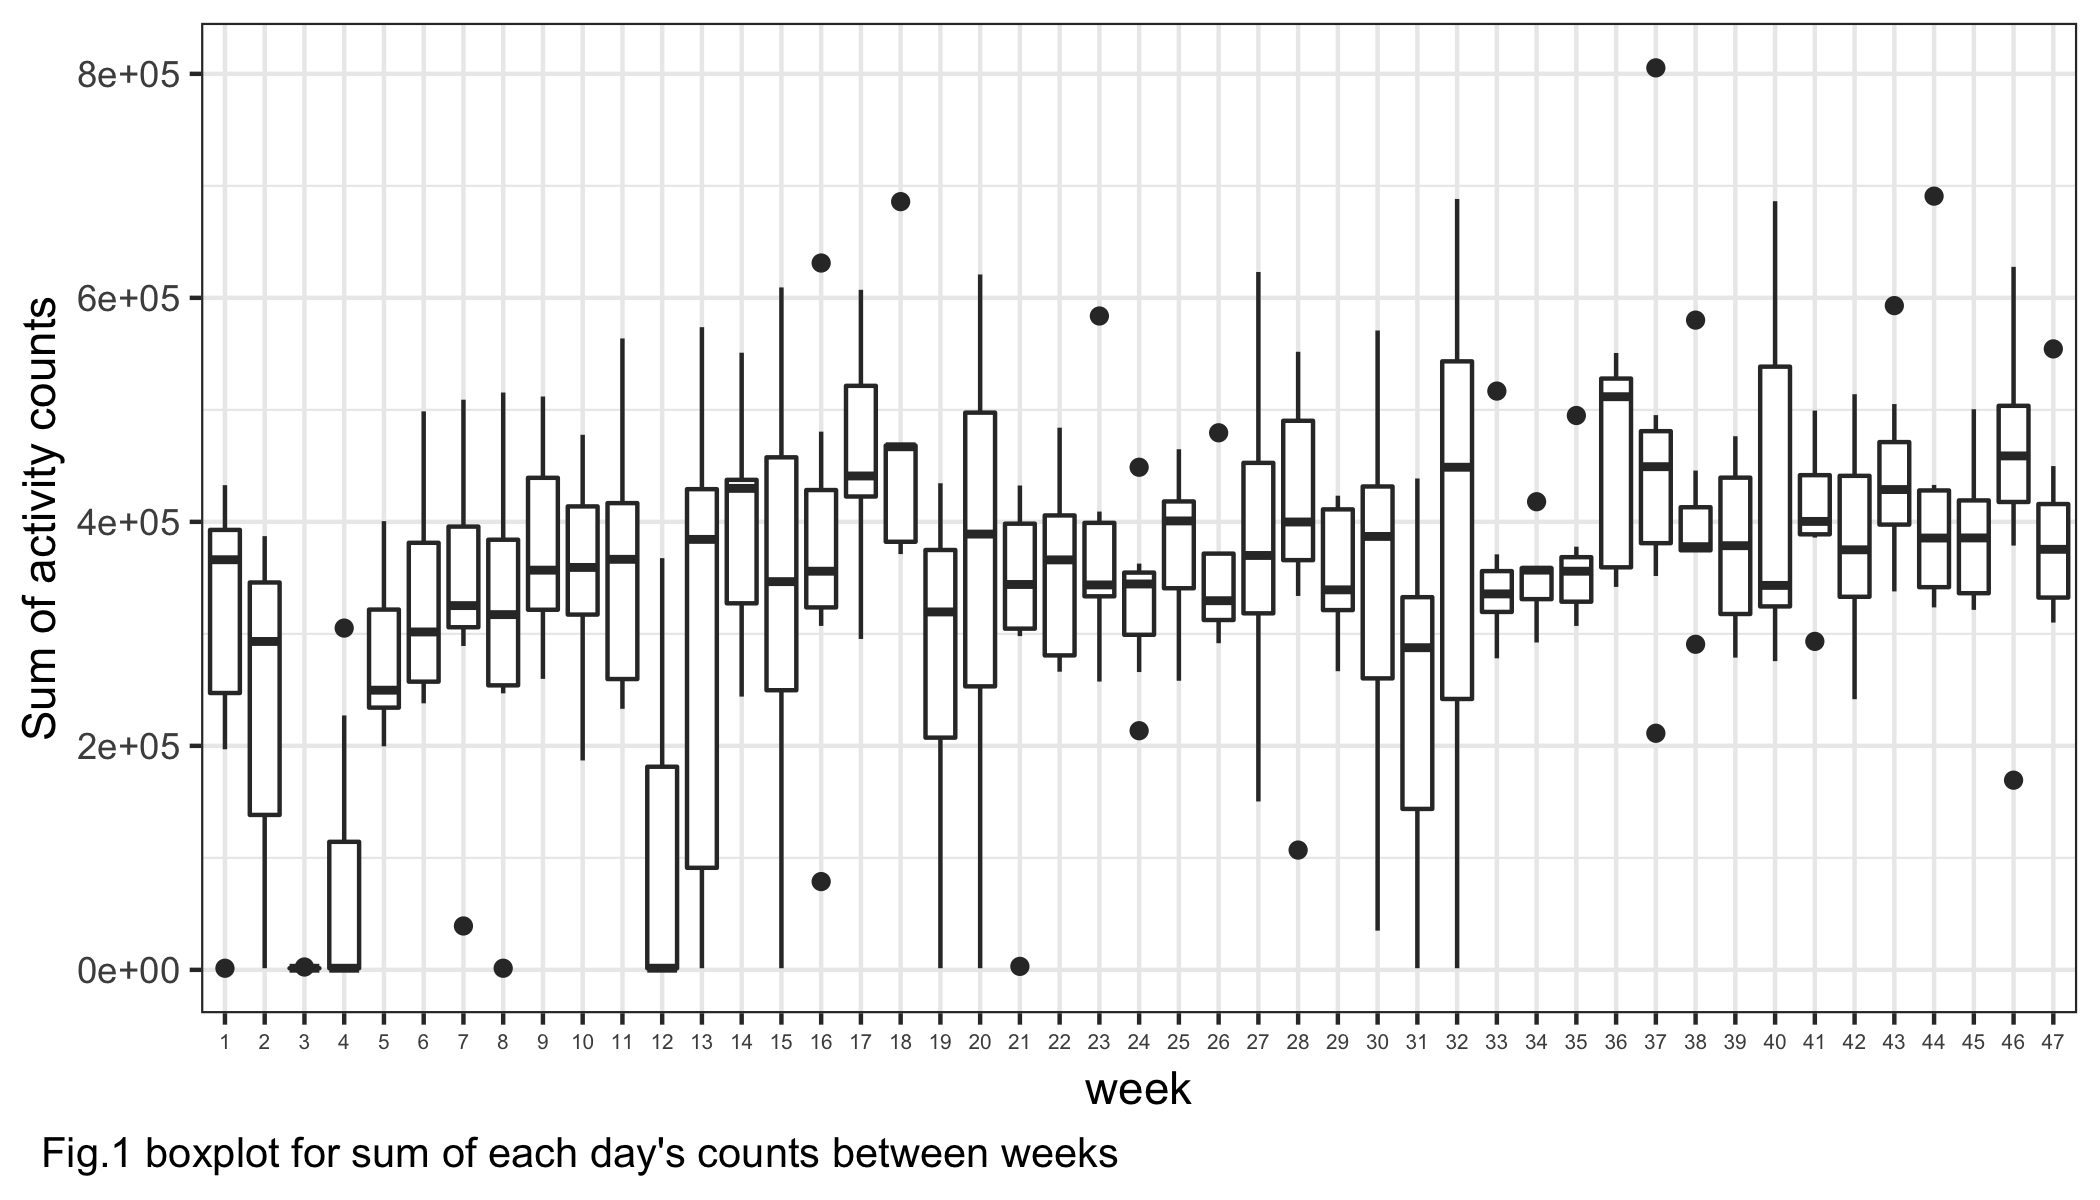 Sum of activity counts
8e+05
6e+05
4e+05
2e+05
0e+00
1 2 3 4 5 6 7 8 9 10 11 12 13 14 15 16 17 18 19 20 21 22 23 24 25 26 27 28 29 30 31 32 33 34 35 36 37 38 39 40 41 42 43 44 45 46 47
week
Fig.1 boxplot for sum of each day's counts between weeks